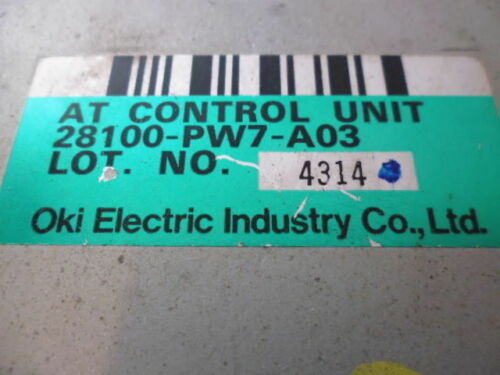 AT CONTROL UNIT
28100-PW7-A03
LOT. NO. 4314
Oki Electric Industry Co., Ltd.